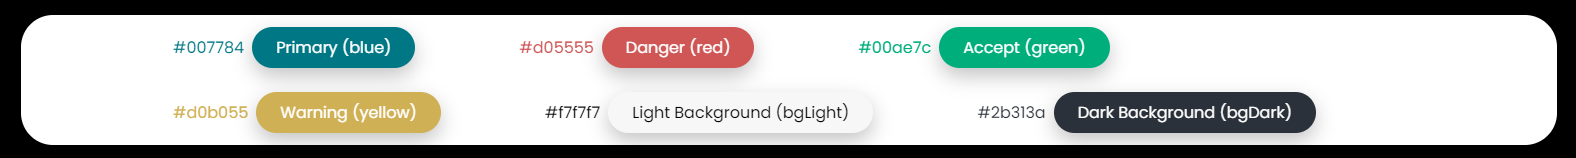 #007784 Primary (blue) #d05555 Danger (red) #00ae7c Accept (green)
#d0b055 Warning (yellow) #f7f7f7 Light Background (bgLight) #2b313a Dark Background (bgDark)